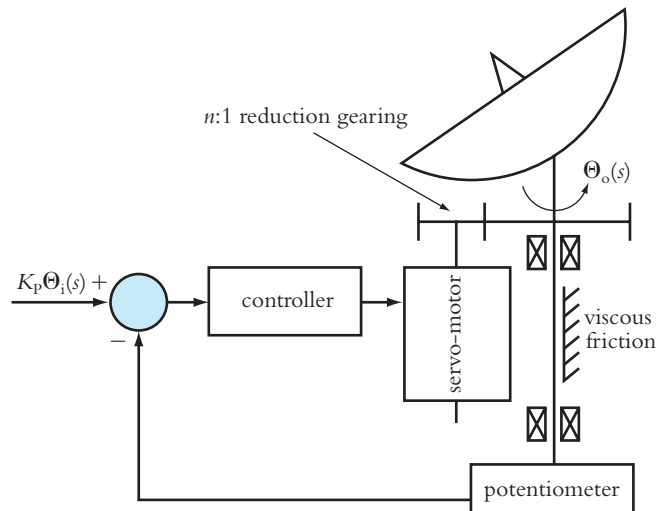 n:1 reduction gearing
Θo(s)
KPΘi(s) +
−
controller
servo-motor
viscous
friction
potentiometer